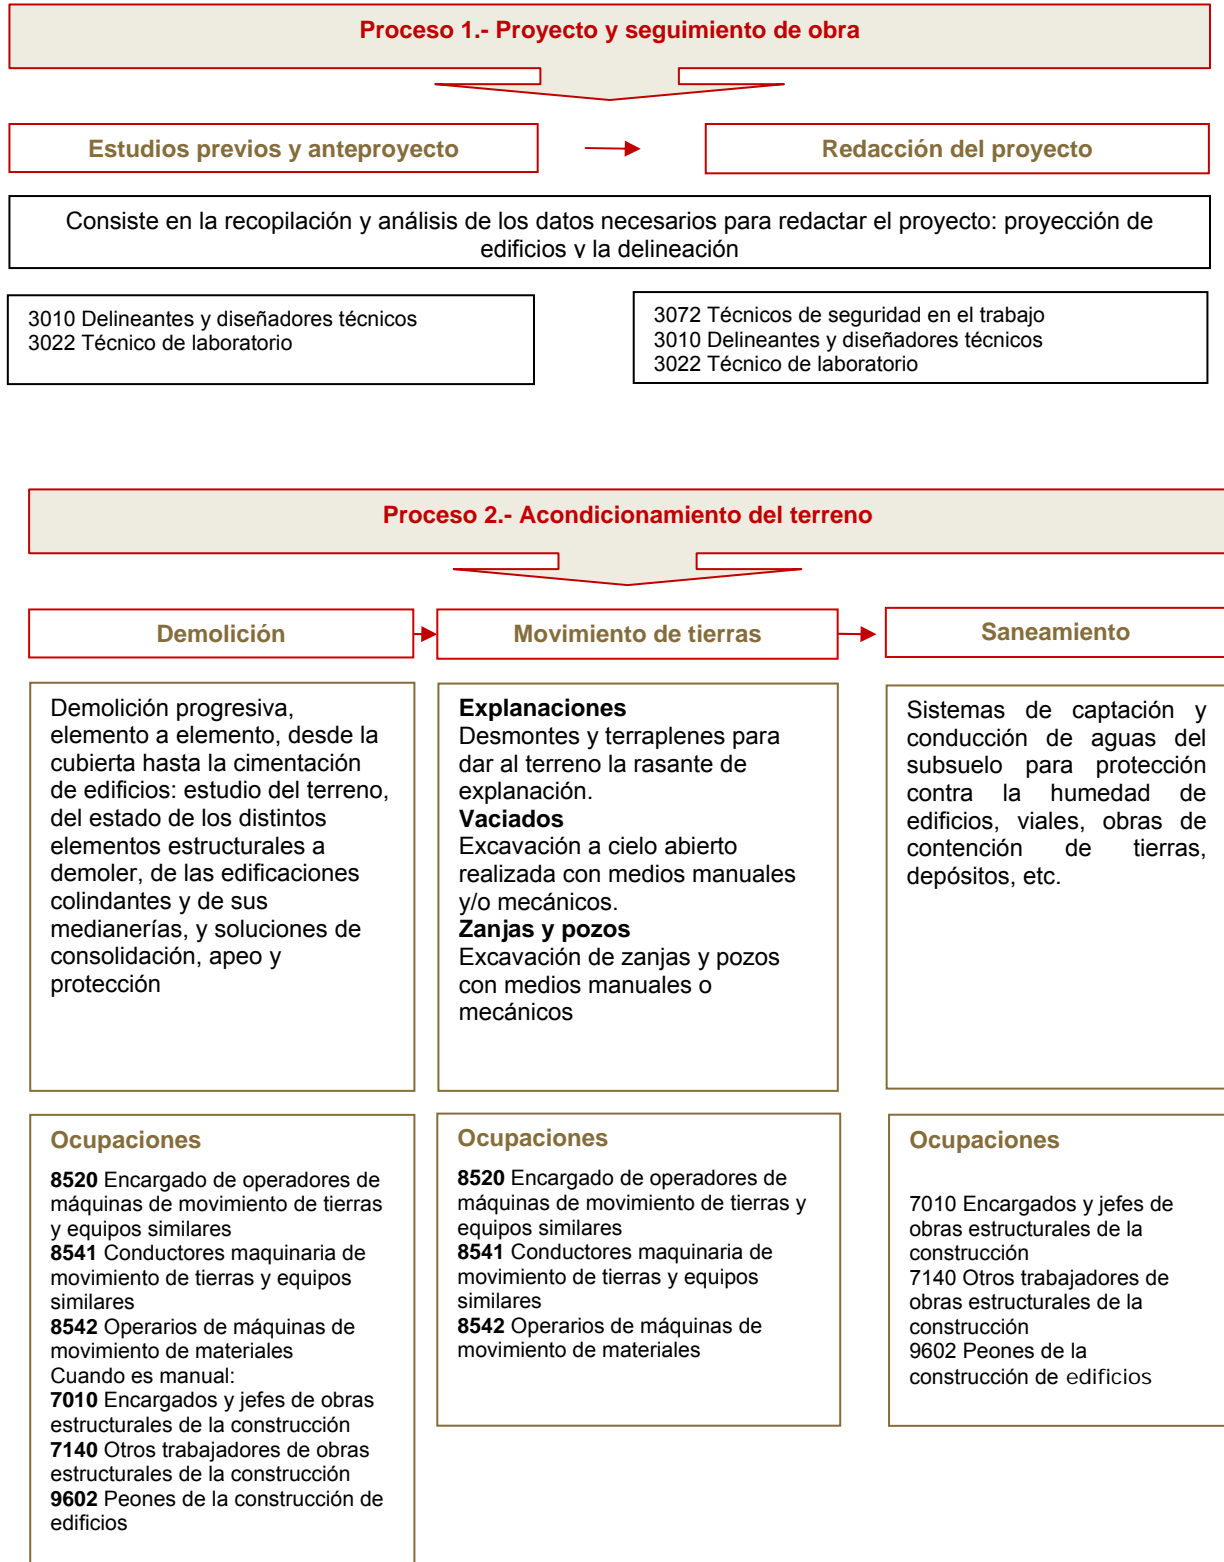 Proceso 1.- Proyecto y seguimiento de obra
Estudios previos y anteproyecto
Redacción del proyecto
Consiste en la recopilación y análisis de los datos necesarios para redactar el proyecto: proyección de
edificios y la delineación
3010 Delineantes y diseñadores técnicos
3022 Técnico de laboratorio
3072 Técnicos de seguridad en el trabajo
3010 Delineantes y diseñadores técnicos
3022 Técnico de laboratorio
Proceso 2.- Acondicionamiento del terreno
Demolición
Movimiento de tierras
Saneamiento
Demolición progresiva,
elemento a elemento, desde la
cubierta hasta la cimentación
de edificios: estudio del terreno,
del estado de los distintos
elementos estructurales a
demoler, de las edificaciones
colindantes y de sus
medianerías, y soluciones de
consolidación, apeo y
protección
Explanaciones
Desmontes y terraplenes para
dar al terreno la rasante de
explanación.
Vaciados
Excavación a cielo abierto
realizada con medios manuales
y/o mecánicos.
Zanjas y pozos
Excavación de zanjas y pozos
con medios manuales o
mecánicos
Sistemas de captación y
conducción de aguas del
subsuelo para protección
contra la humedad de
edificios, viales, obras de
contención de tierras,
depósitos, etc.
Ocupaciones
8520 Encargado de operadores de
máquinas de movimiento de tierras
y equipos similares
8541 Conductores maquinaria de
movimiento de tierras y equipos
similares
8542 Operarios de máquinas de
movimiento de materiales
Cuando es manual:
7010 Encargados y jefes de obras
estructurales de la construcción
7140 Otros trabajadores de obras
estructurales de la construcción
9602 Peones de la construcción de
edificios
Ocupaciones
8520 Encargado de operadores de
máquinas de movimiento de tierras y
equipos similares
8541 Conductores maquinaria de
movimiento de tierras y equipos
similares
8542 Operarios de máquinas de
movimiento de materiales
Ocupaciones
7010 Encargados y jefes de
obras estructurales de la
construcción
7140 Otros trabajadores de
obras estructurales de la
construcción
9602 Peones de la
construcción de edificios